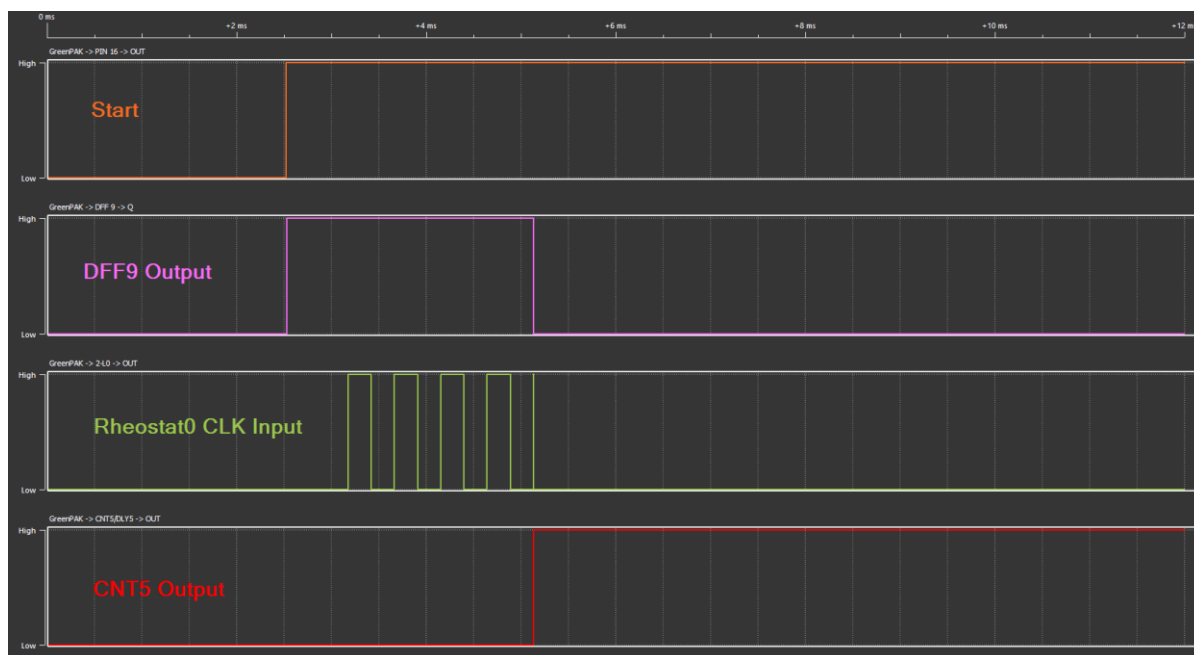 0 ms
+2 ms
+4 ms
+6 ms
+8 ms
+10 ms
+12 m
GreenPAK -> PIN 16 -> OUT
High
Start
Low
GreenPAK -> DFF 9 -> Q
High
DFF9 Output
Low
GreenPAK -> 2-L0 -> OUT
High
Rheostat0 CLK Input
Low
GreenPAK -> CNT5/DLY5 -> OUT
High
CNT5 Output
Low